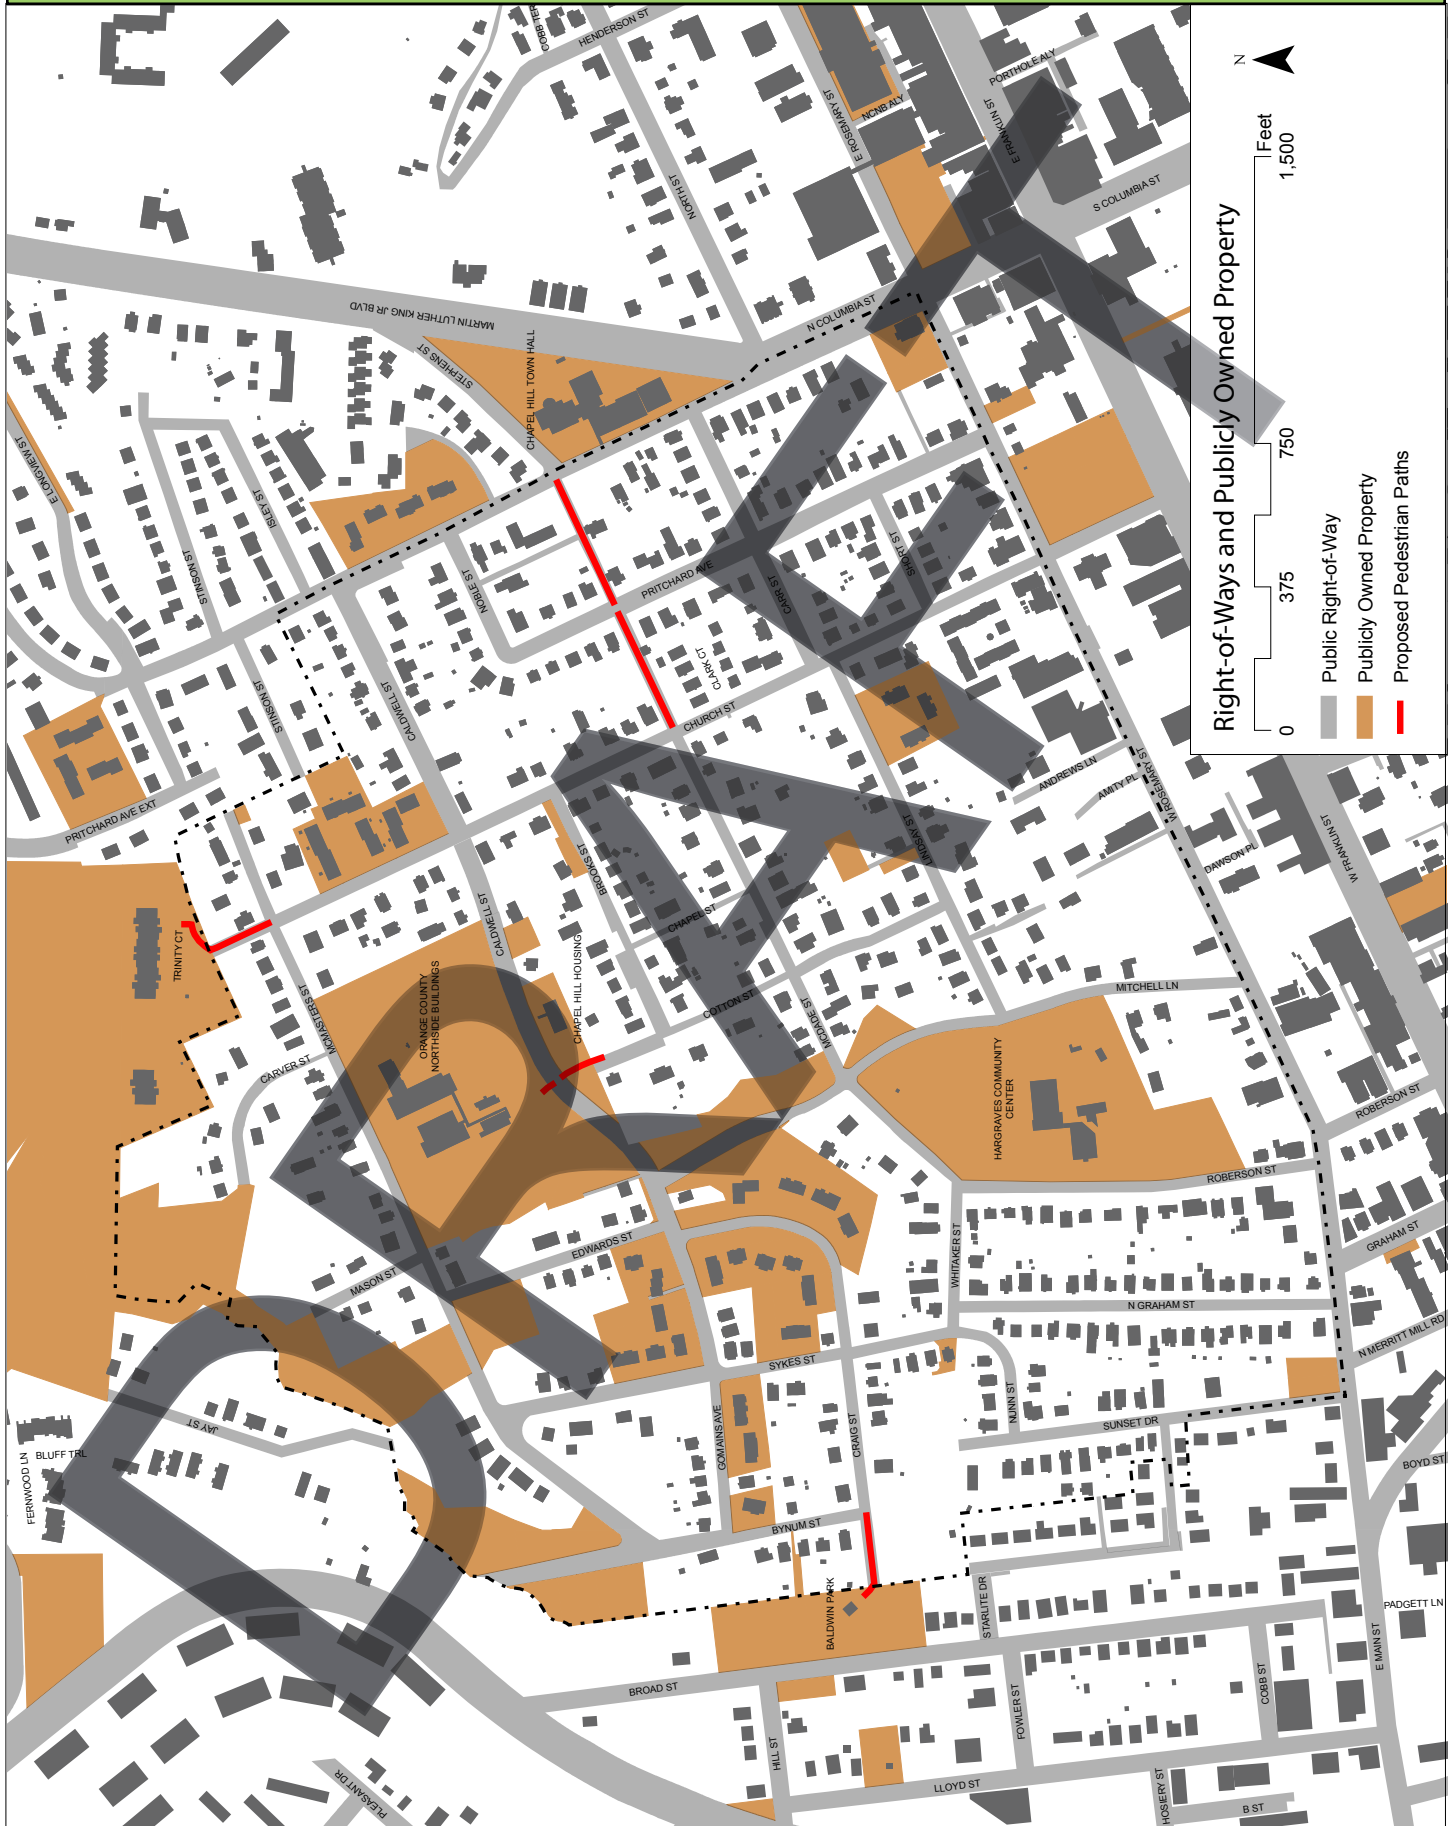 COBB TER
HENDERSON ST
PORTHOLE ALY
E ROSEMARY ST
NCNB ALY
E FRANKLIN ST
NORTH ST
S COLUMBIA ST
MARTIN LUTHER KING JR BLVD
N COLUMBIA ST
STEPHENS ST
CHAPEL HILL TOWN HALL
E LONGVIEW ST
ISLEY ST
STINSON ST
NOBLE ST
PRITCHARD AVE
CARR ST
SHORT ST
CLARK CT
STINSON ST
CALDWELL ST
CHURCH ST
ANDREWS LN
AMITY PL
W ROSEMARY ST
PRITCHARD AVE EXT
DAWSON PL
W FRANKLIN ST
LINDSAY ST
BROOKS ST
CHAPEL ST
CALDWELL ST
TRINITY CT
CHAPEL HILL HOUSING
ORANGE COUNTY
NORTHSIDE BUILDINGS
MCMASTERS ST
COTTON ST
MCDADE ST
MITCHELL LN
CARVER ST
HARGRAVES COMMUNITY
CENTER
ROBERSON ST
ROBERSON ST
EDWARDS ST
MASON ST
WHITAKER ST
GRAHAM ST
N GRAHAM ST
N MERRITT MILL RD
SYKES ST
NUNN ST
SUNSET DR
JAY ST
GOMAINS AVE
CRAIG ST
BLUFF TRL
FERNWOOD LN
BOYD ST
BYNUM ST
BALDWIN PARK
STARLITE DR
PADGETT LN
E MAIN ST
BROAD ST
FOWLER ST
COBB ST
HILL ST
LLOYD ST
HOSIERY ST
B ST
PLEASANT DR
DRAFT
Right-of-Ways and Publicly Owned Property
N
0 375 750 1,500
Feet
Public Right-of-Way
Publicly Owned Property
Proposed Pedestrian Paths